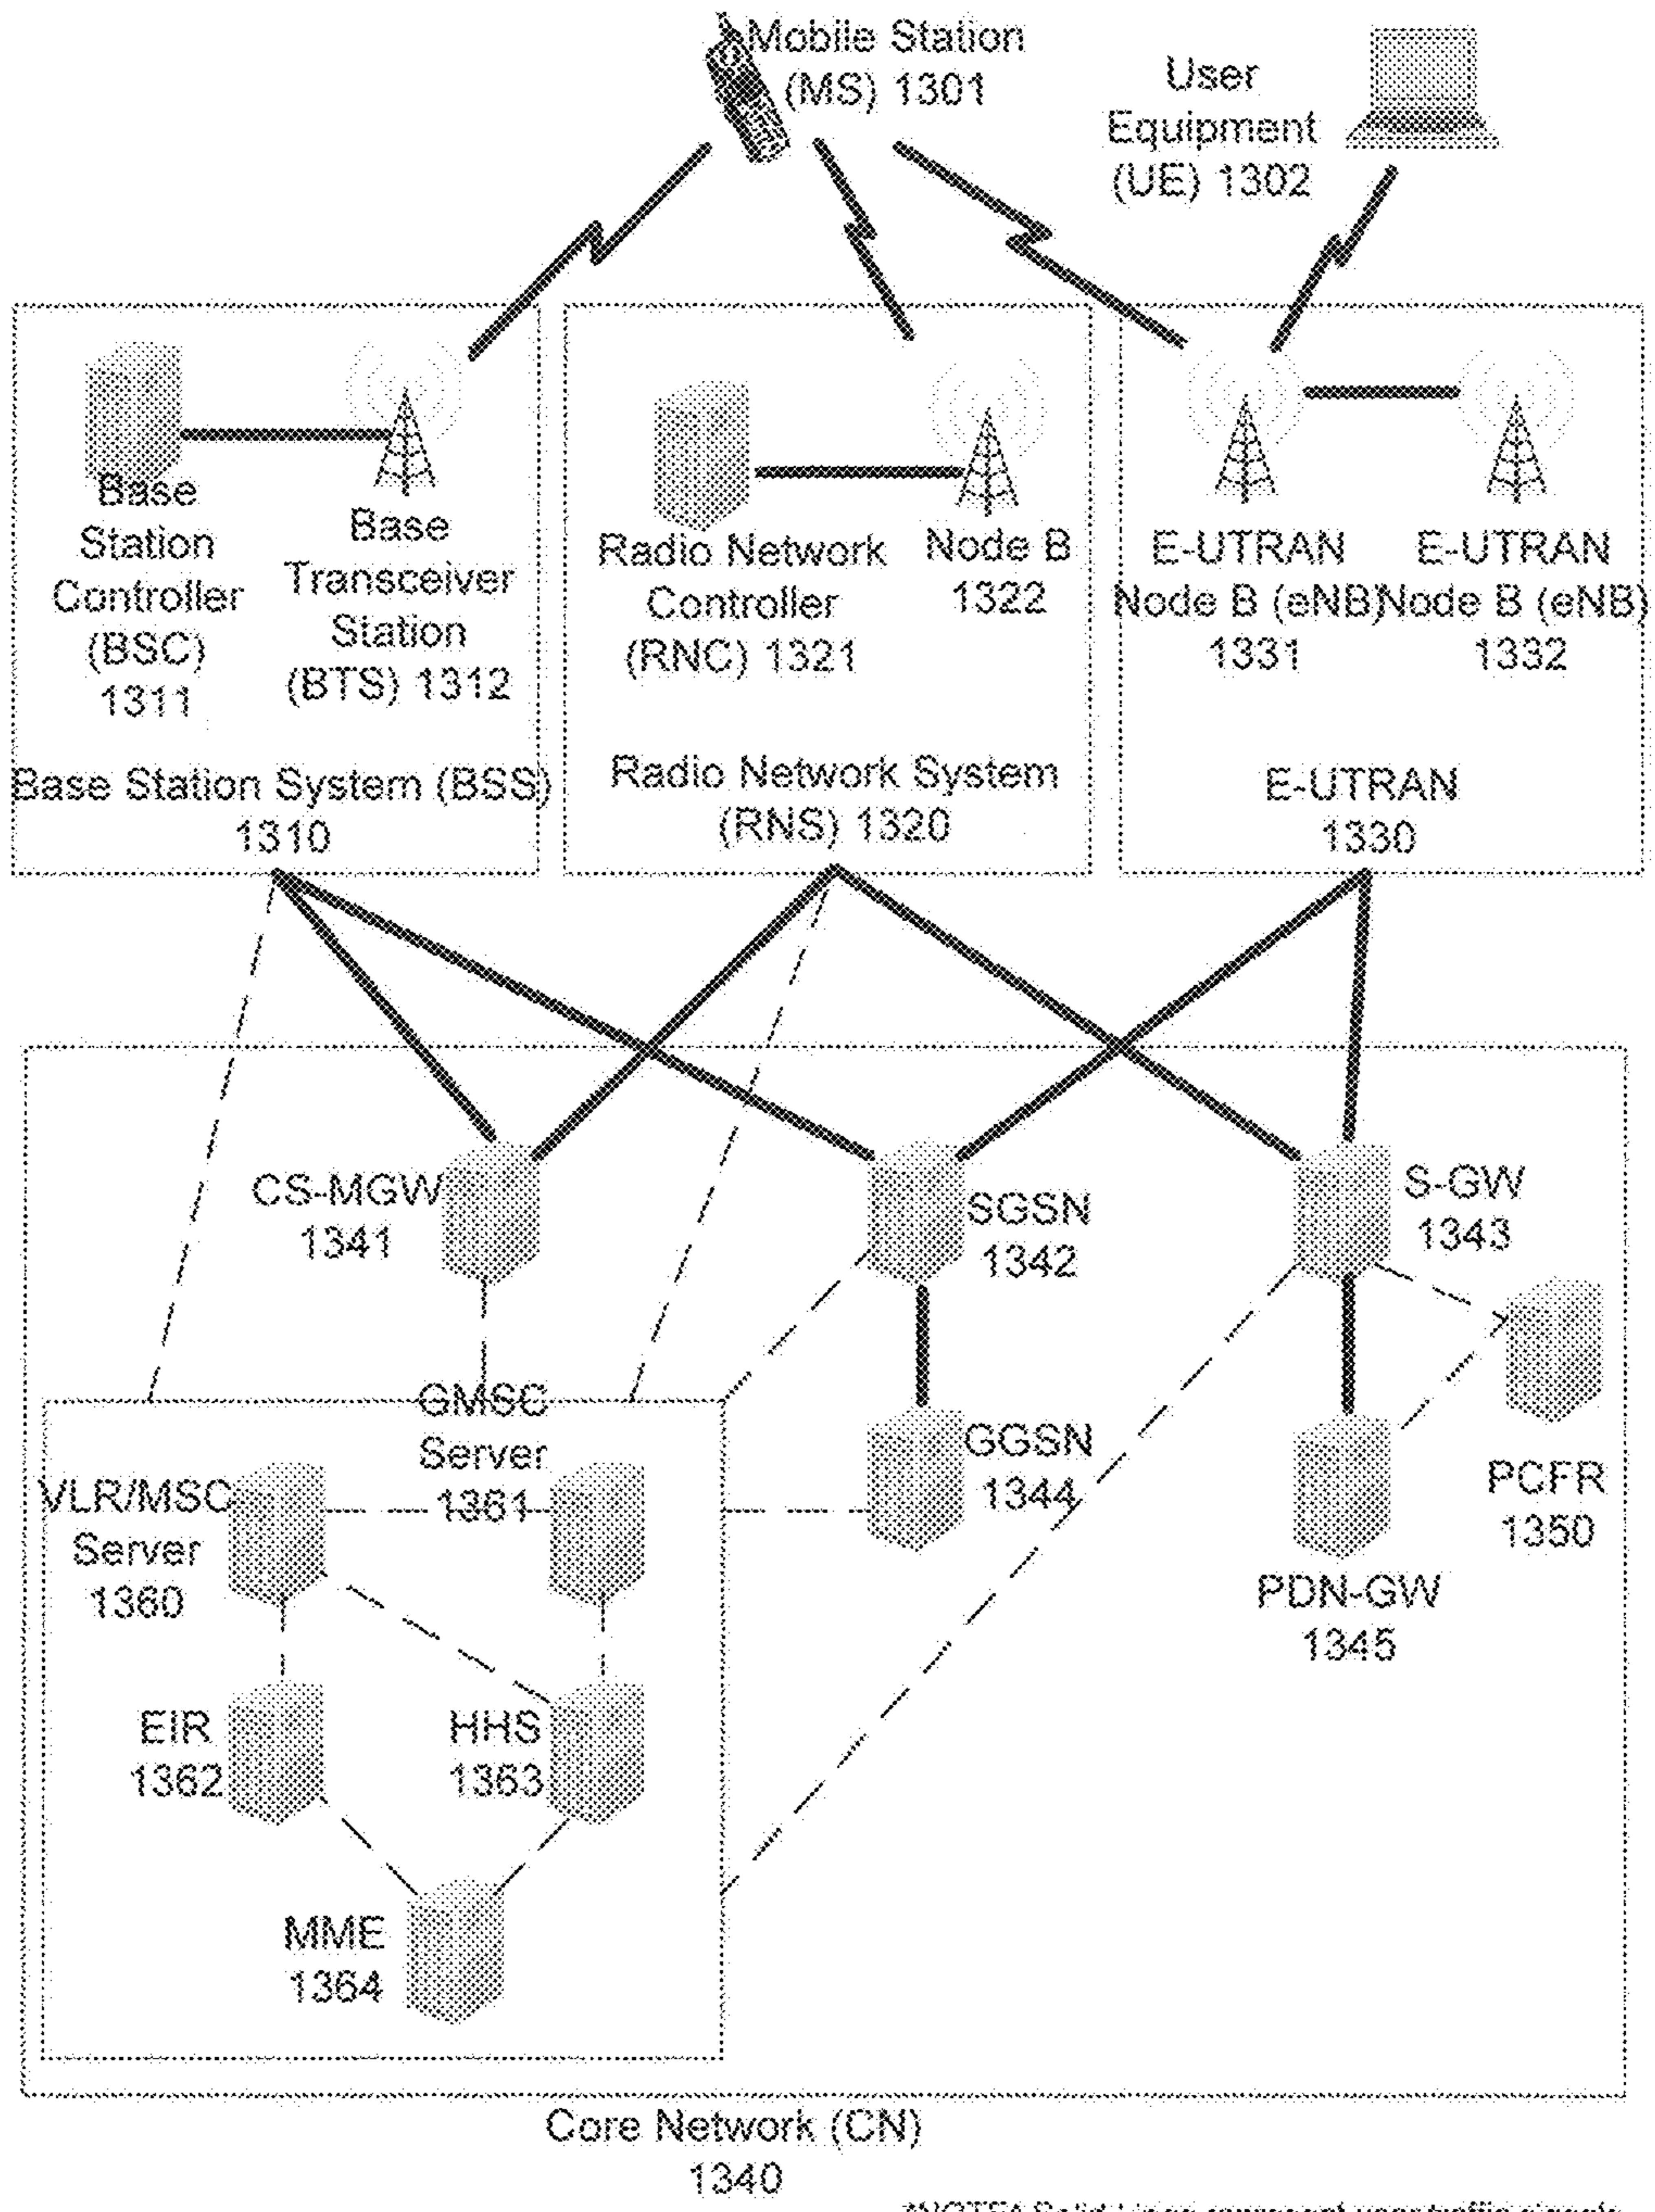 Mobile Station
(MS) 1301
User
Equipment
(UE) 1302
Base
Station
Controller
(BSC)
1311
Base
Transceiver
Station
(BTS) 1312
Base Station System (BSS)
1310
Radio Network
Controller
(RNC) 1321
Node B
1322
Radio Network System
(RNS) 1320
E-UTRAN
Node B (eNB)
1331
E-UTRAN
Node B (eNB)
1332
E-UTRAN
1330
CS-MGW
1341
SGSN
1342
S-GW
1343
GMSC
Server
1361
GGSN
1344
PCFR
1350
VLR/MSC
Server
1360
PDN-GW
1345
EIR
1362
HHS
1363
MME
1364
Core Network (CN)
1340